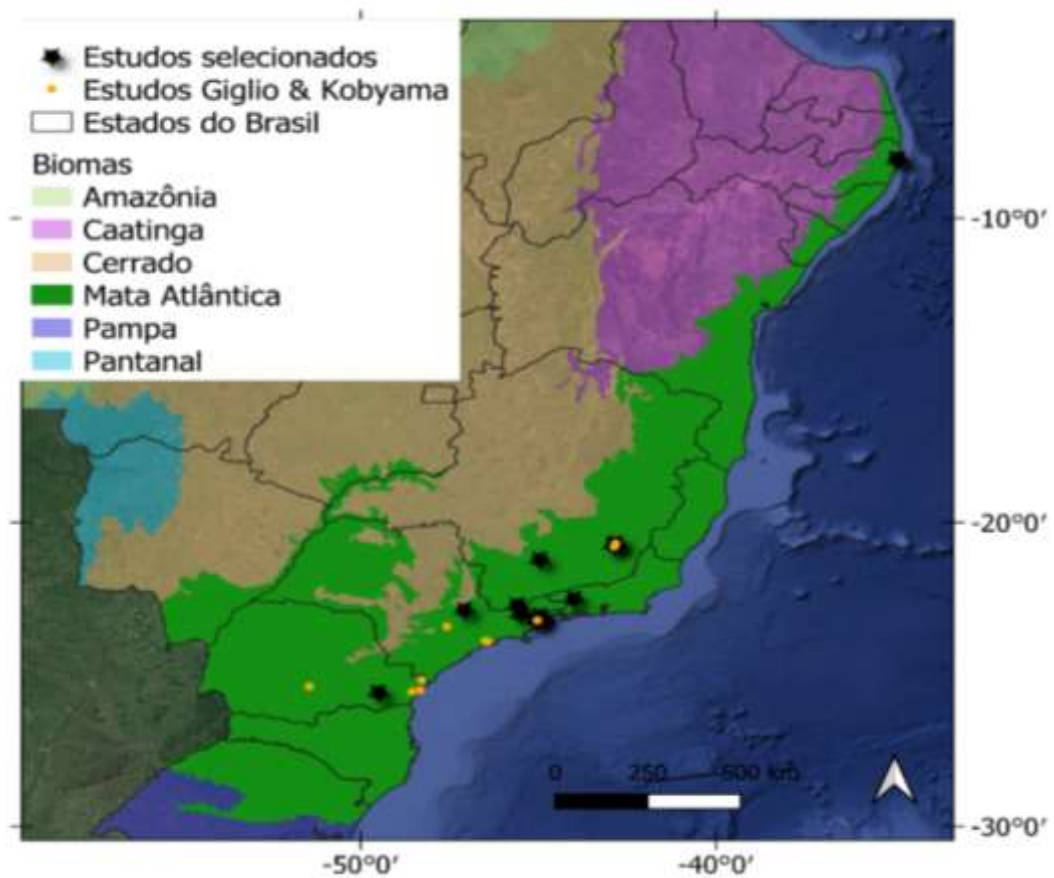 Estudos selecionados
Estudos Giglio & Kobyama
Estados do Brasil
Biomas
Amazônia
Caatinga
Cerrado
Mata Atlântica
Pampa
Pantanal
-10°0′
-20°0′
0 250 500 km
-30°0′
-50°0′ -40°0′